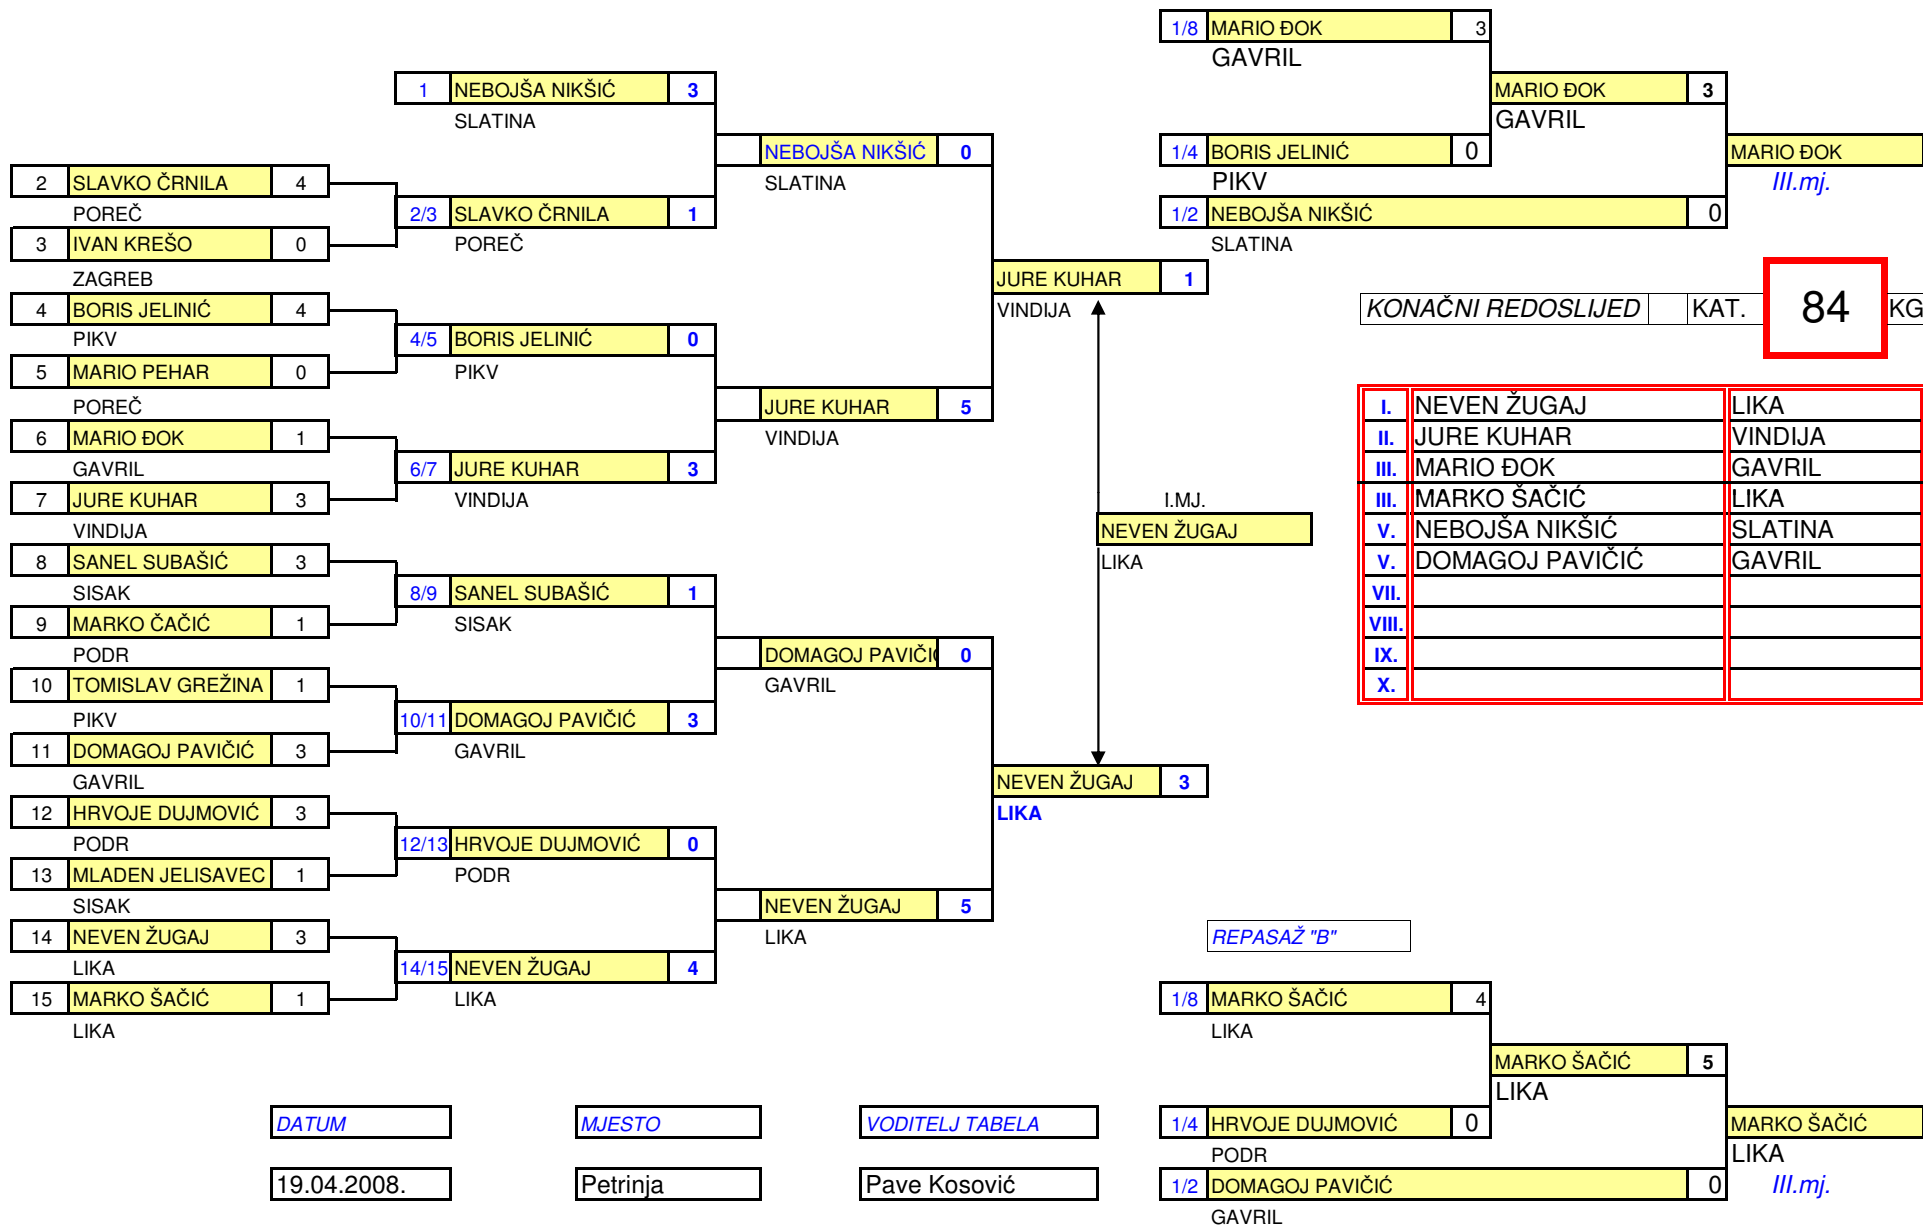 1/8 MARIO ĐOK 3
GAVRIL
1 NEBOJŠA NIKŠIĆ 3
MARIO ĐOK 3
SLATINA
GAVRIL
NEBOJŠA NIKŠIĆ 0
1/4 BORIS JELINIĆ 0
MARIO ĐOK
2 SLAVKO ČRNILA 4
SLATINA
PIKV
III.mj.
POREČ
2/3 SLAVKO ČRNILA 1
1/2 NEBOJŠA NIKŠIĆ 0
3 IVAN KREŠO 0
POREČ
SLATINA
ZAGREB
JURE KUHAR 1
4 BORIS JELINIĆ 4
VINDIJA
KONAČNI REDOSLIJED KAT. 84 KG
PIKV
4/5 BORIS JELINIĆ 0
5 MARIO PEHAR 0
PIKV
POREČ
JURE KUHAR 5
I. NEVEN ŽUGAJ LIKA
6 MARIO ĐOK 1
VINDIJA
II. JURE KUHAR VINDIJA
GAVRIL
6/7 JURE KUHAR 3
III. MARIO ĐOK GAVRIL
7 JURE KUHAR 3
VINDIJA
I.MJ.
III. MARKO ŠAČIĆ LIKA
VINDIJA
NEVEN ŽUGAJ
V. NEBOJŠA NIKŠIĆ SLATINA
8 SANEL SUBAŠIĆ 3
LIKA
V. DOMAGOJ PAVIČIĆ GAVRIL
SISAK
8/9 SANEL SUBAŠIĆ 1
VII.
9 MARKO ČAČIĆ 1
SISAK
VIII.
PODR
DOMAGOJ PAVIČIĆ 0
IX.
10 TOMISLAV GREŽINA 1
GAVRIL
X.
PIKV
10/11 DOMAGOJ PAVIČIĆ 3
11 DOMAGOJ PAVIČIĆ 3
GAVRIL
GAVRIL
NEVEN ŽUGAJ 3
12 HRVOJE DUJMOVIĆ 3
LIKA
PODR
12/13 HRVOJE DUJMOVIĆ 0
13 MLADEN JELISAVEC 1
PODR
SISAK
NEVEN ŽUGAJ 5
14 NEVEN ŽUGAJ 3
LIKA
REPASAŽ "B"
LIKA
14/15 NEVEN ŽUGAJ 4
15 MARKO ŠAČIĆ 1
LIKA
1/8 MARKO ŠAČIĆ 4
LIKA
LIKA
MARKO ŠAČIĆ 5
LIKA
DATUM MJESTO VODITELJ TABELA
1/4 HRVOJE DUJMOVIĆ 0
MARKO ŠAČIĆ
PODR
LIKA
19.04.2008. Petrinja Pave Kosović
1/2 DOMAGOJ PAVIČIĆ 0
III.mj.
GAVRIL